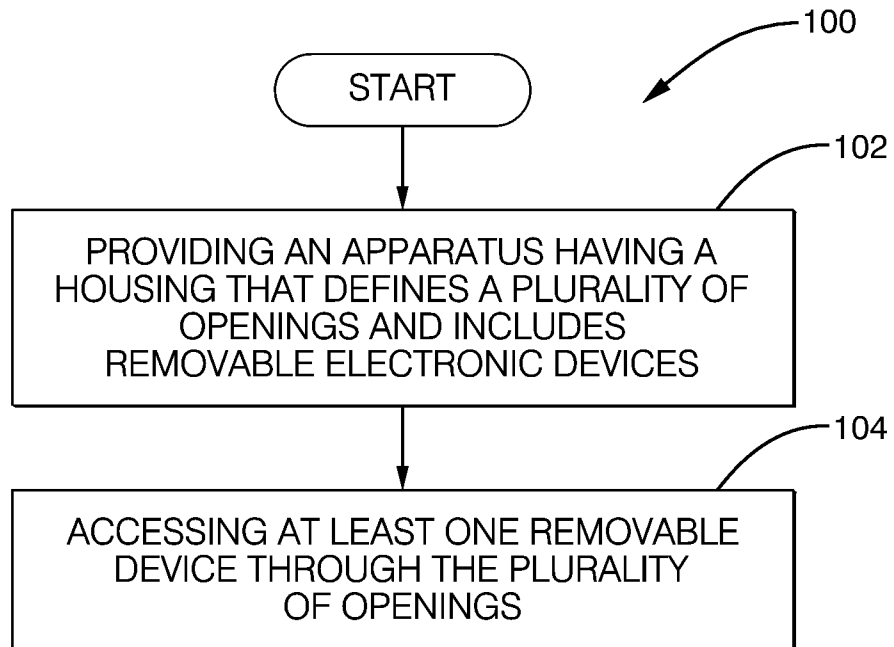 100
START
102
PROVIDING AN APPARATUS HAVING A
HOUSING THAT DEFINES A PLURALITY OF
OPENINGS AND INCLUDES
REMOVABLE ELECTRONIC DEVICES
104
ACCESSING AT LEAST ONE REMOVABLE
DEVICE THROUGH THE PLURALITY
OF OPENINGS